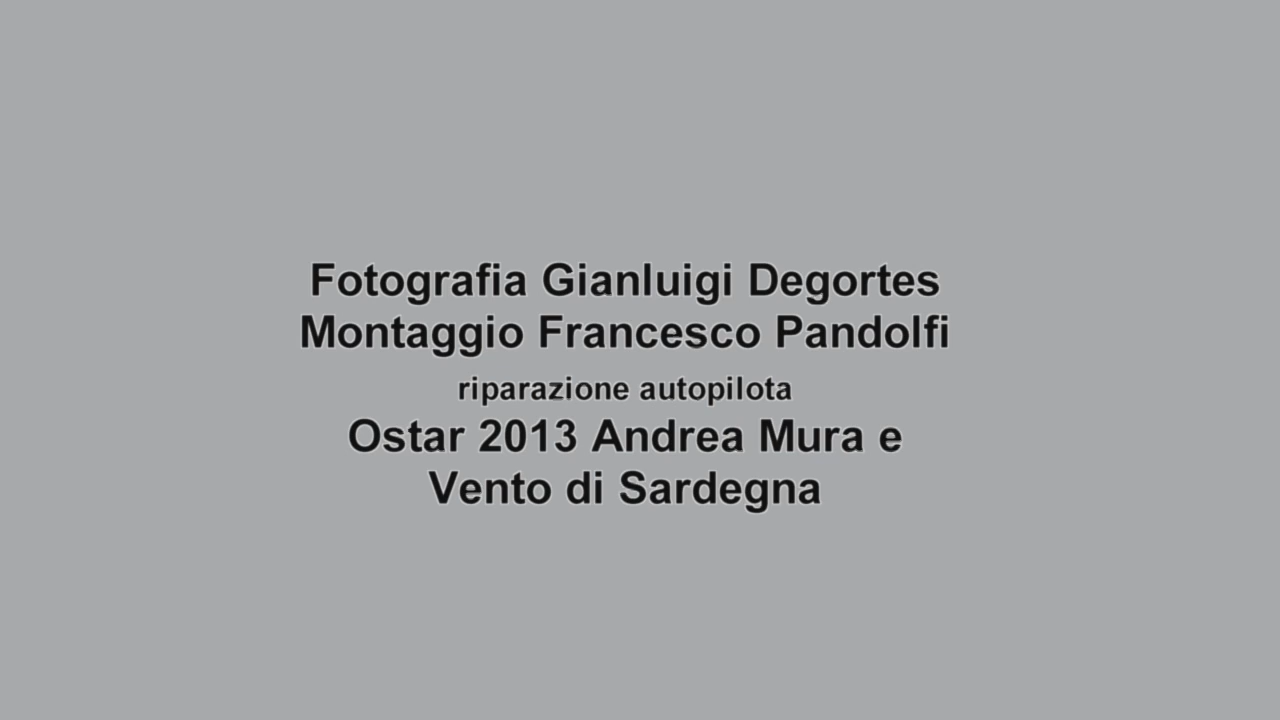 Fotografia Gianluigi Degortes
Montaggio Francesco Pandolfi
riparazione autopilota
Ostar 2013 Andrea Mura e
Vento di Sardegna